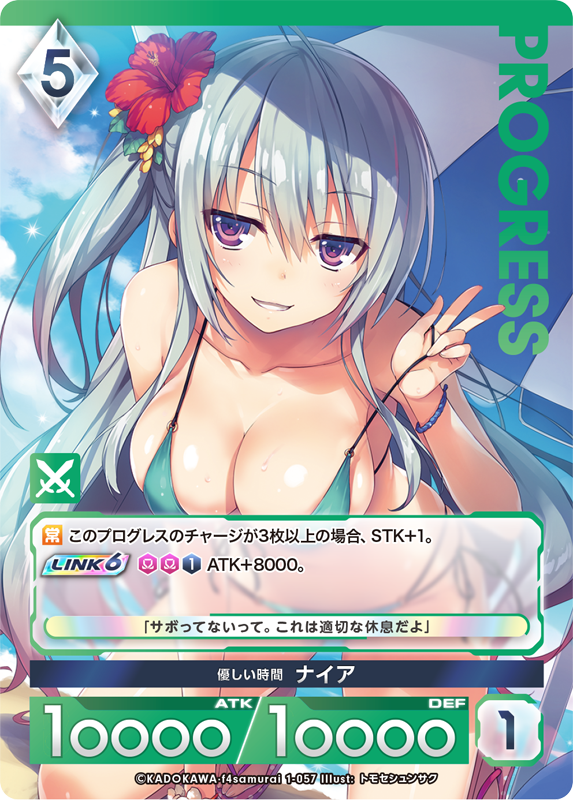 5
PROGRESS
常 このプログレスのチャージが3枚以上の場合、STK+1。
LINK 6 1 ATK+8000。
「サボってないって。これは適切な休息だよ」
優しい時間 ナイア
ATK DEF
10000/10000 1
©KADOKAWA・f4samurai 1-057 Illust: トモセシュンサク